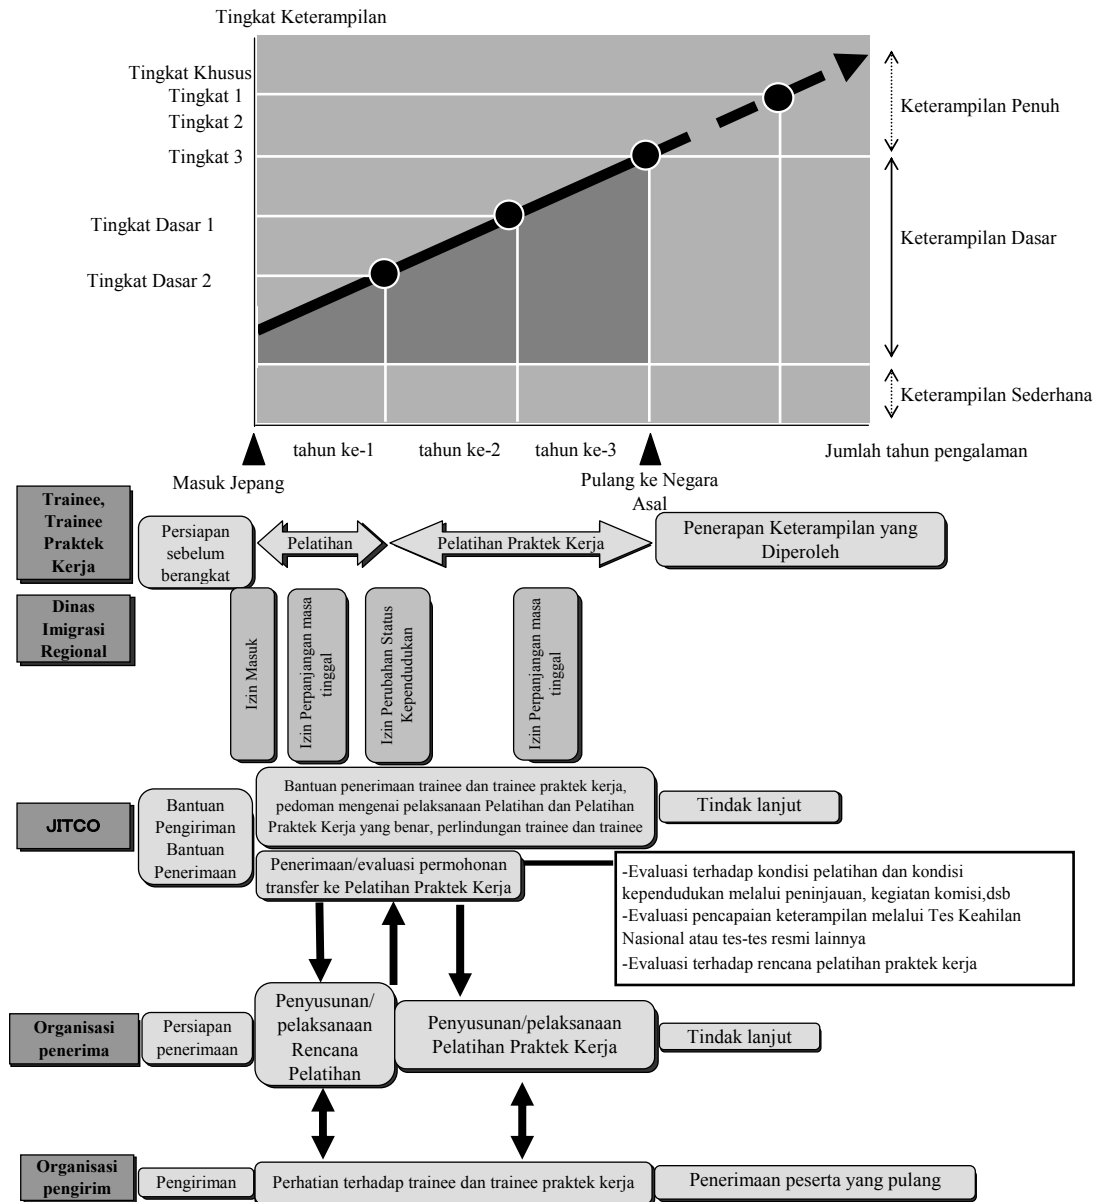 Tingkat Keterampilan
Tingkat Khusus
Tingkat 1
Tingkat 2
Tingkat 3
Tingkat Dasar 1
Tingkat Dasar 2
Keterampilan Penuh
Keterampilan Dasar
Keterampilan Sederhana
tahun ke-1
tahun ke-2
tahun ke-3
Jumlah tahun pengalaman
Masuk Jepang
Pulang ke Negara
Asal
Trainee,
Trainee
Praktek
Kerja
Persiapan
sebelum
berangkat
Pelatihan
Pelatihan Praktek Kerja
Penerapan Keterampilan yang
Diperoleh
Dinas
Imigrasi
Regional
Izin Masuk
Izin Perpanjangan masa
tinggal
Izin Perubahan Status
Kependudukan
Izin Perpanjangan masa
tinggal
JITCO
Bantuan
Pengiriman
Bantuan
Penerimaan
Bantuan penerimaan trainee dan trainee praktek kerja,
pedoman mengenai pelaksanaan Pelatihan dan Pelatihan
Praktek Kerja yang benar, perlindungan trainee dan trainee
Tindak lanjut
Penerimaan/evaluasi permohonan
transfer ke Pelatihan Praktek Kerja
-Evaluasi terhadap kondisi pelatihan dan kondisi
kependudukan melalui peninjauan, kegiatan komisi,dsb
-Evaluasi pencapaian keterampilan melalui Tes Keahilan
Nasional atau tes-tes resmi lainnya
-Evaluasi terhadap rencana pelatihan praktek kerja
Organisasi
penerima
Persiapan
penerimaan
Penyusunan/
pelaksanaan
Rencana
Pelatihan
Penyusunan/pelaksanaan
Pelatihan Praktek Kerja
Tindak lanjut
Organisasi
pengirim
Pengiriman
Perhatian terhadap trainee dan trainee praktek kerja
Penerimaan peserta yang pulang